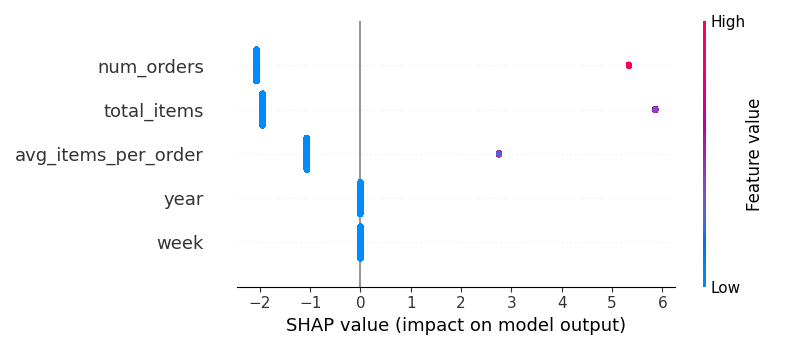 High
num_orders
total_items
avg_items_per_order
year
week
Feature value
Low
−2 −1 0 1 2 3 4 5 6
SHAP value (impact on model output)